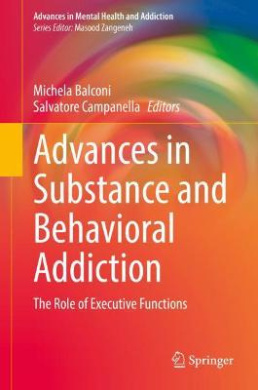 Advances in Mental Health and Addiction
Series Editor: Masood Zangeneh
Michela Balconi
Salvatore Campanella Editors
Advances in
Substance and
Behavioral
Addiction
The Role of Executive Functions
Springer